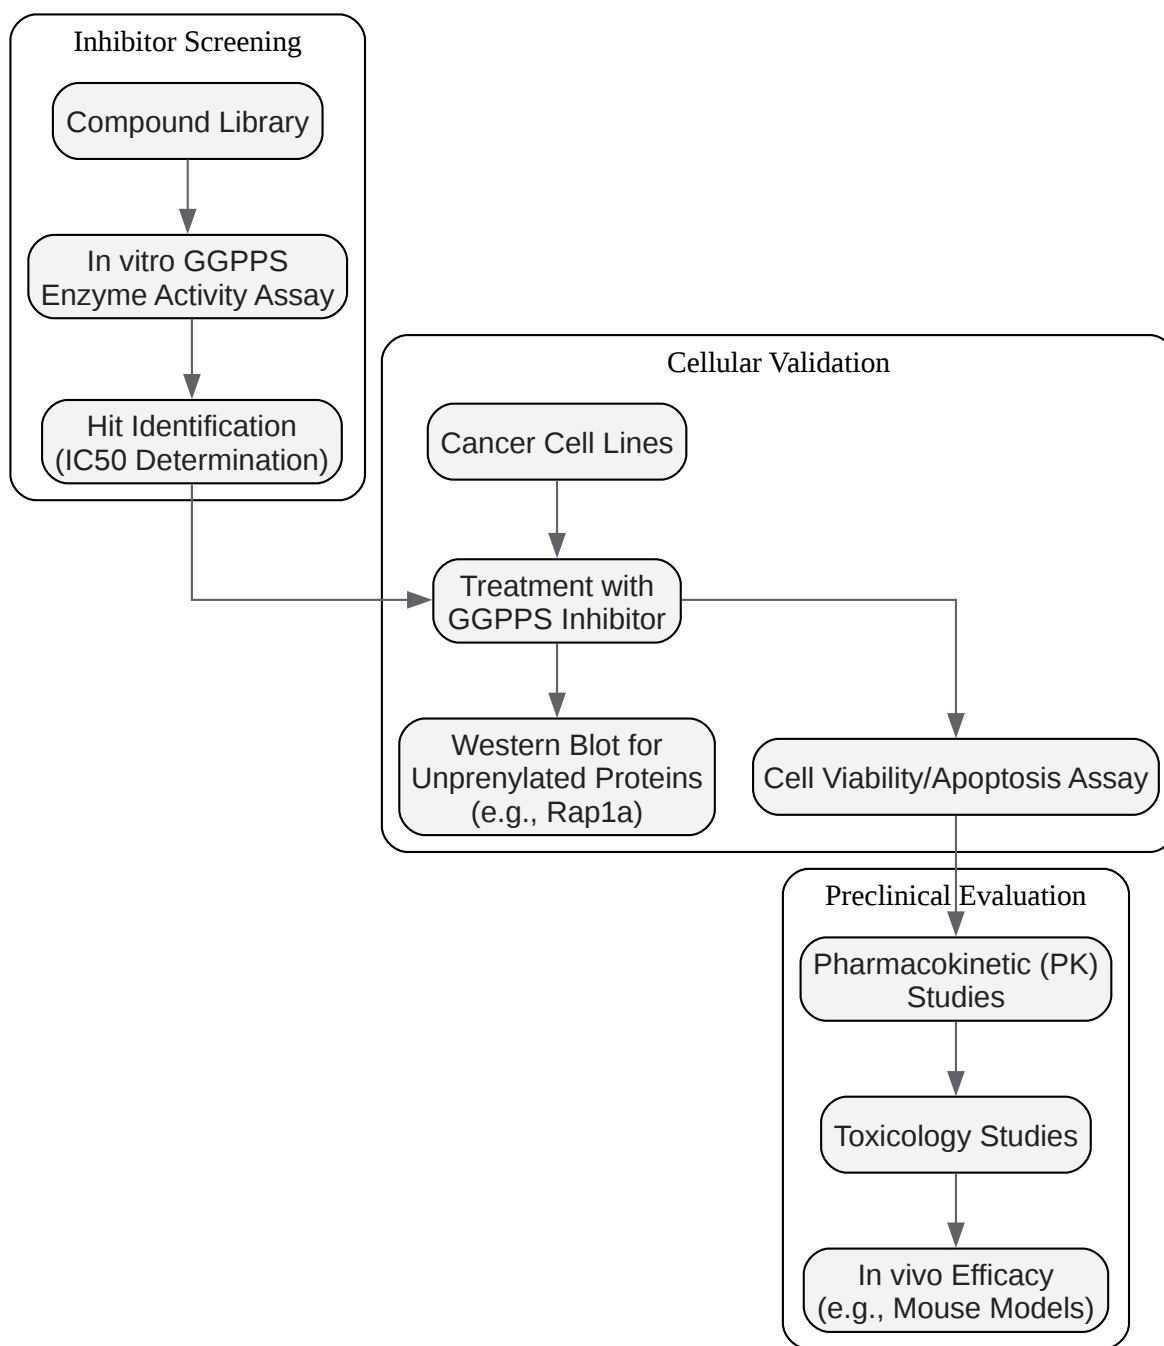 Inhibitor Screening
Compound Library
In vitro GGPPS
Enzyme Activity Assay
Hit Identification
(IC50 Determination)
Cellular Validation
Cancer Cell Lines
Treatment with
GGPPS Inhibitor
Western Blot for
Unprenylated Proteins
(e.g., Rap1a)
Cell Viability/Apoptosis Assay
Preclinical Evaluation
Pharmacokinetic (PK)
Studies
Toxicology Studies
In vivo Efficacy
(e.g., Mouse Models)